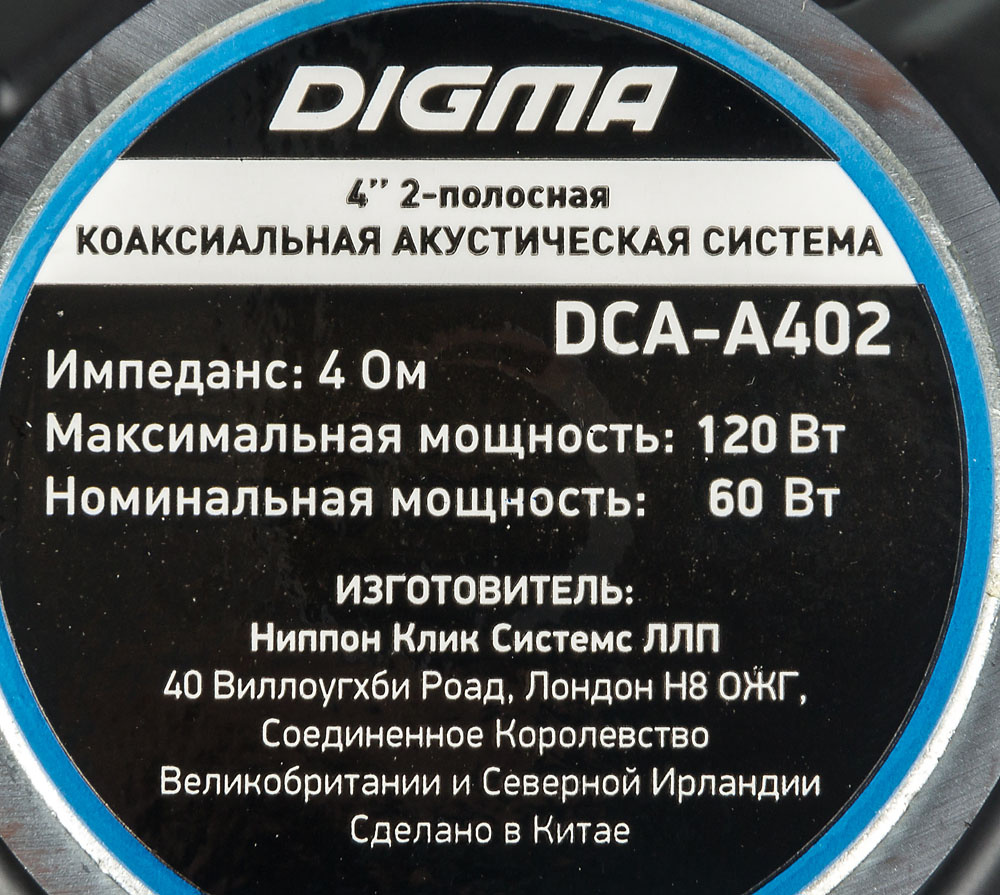 DIGMA
4’’ 2-полосная
КОАКСИАЛЬНАЯ АКУСТИЧЕСКАЯ СИСТЕМА
DCA-A402
Импеданс: 4 Ом
Максимальная мощность: 120 Вт
Номинальная мощность: 60 Вт
ИЗГОТОВИТЕЛЬ:
Ниппон Клик Системс ЛЛП
40 Виллоугхби Роад, Лондон Н8 ОЖГ,
Соединенное Королевство
Великобритании и Северной Ирландии
Сделано в Китае